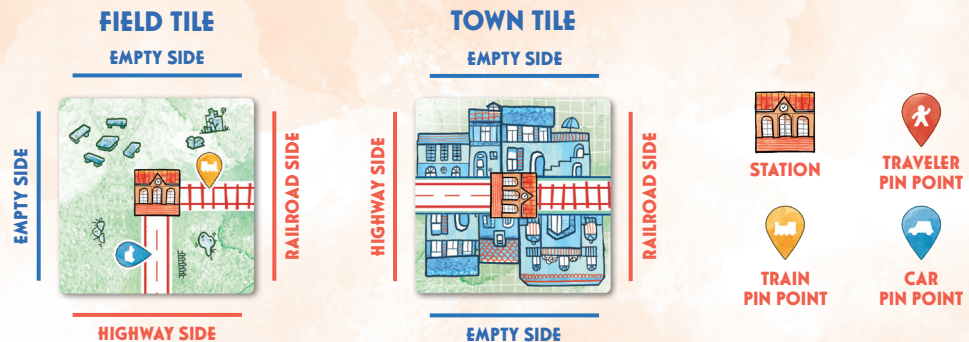 FIELD TILE
EMPTY SIDE
EMPTY SIDE
RAILROAD SIDE
HIGHWAY SIDE
TOWN TILE
EMPTY SIDE
HIGHWAY SIDE
RAILROAD SIDE
EMPTY SIDE
STATION
TRAVELER
PIN POINT
TRAIN
PIN POINT
CAR
PIN POINT